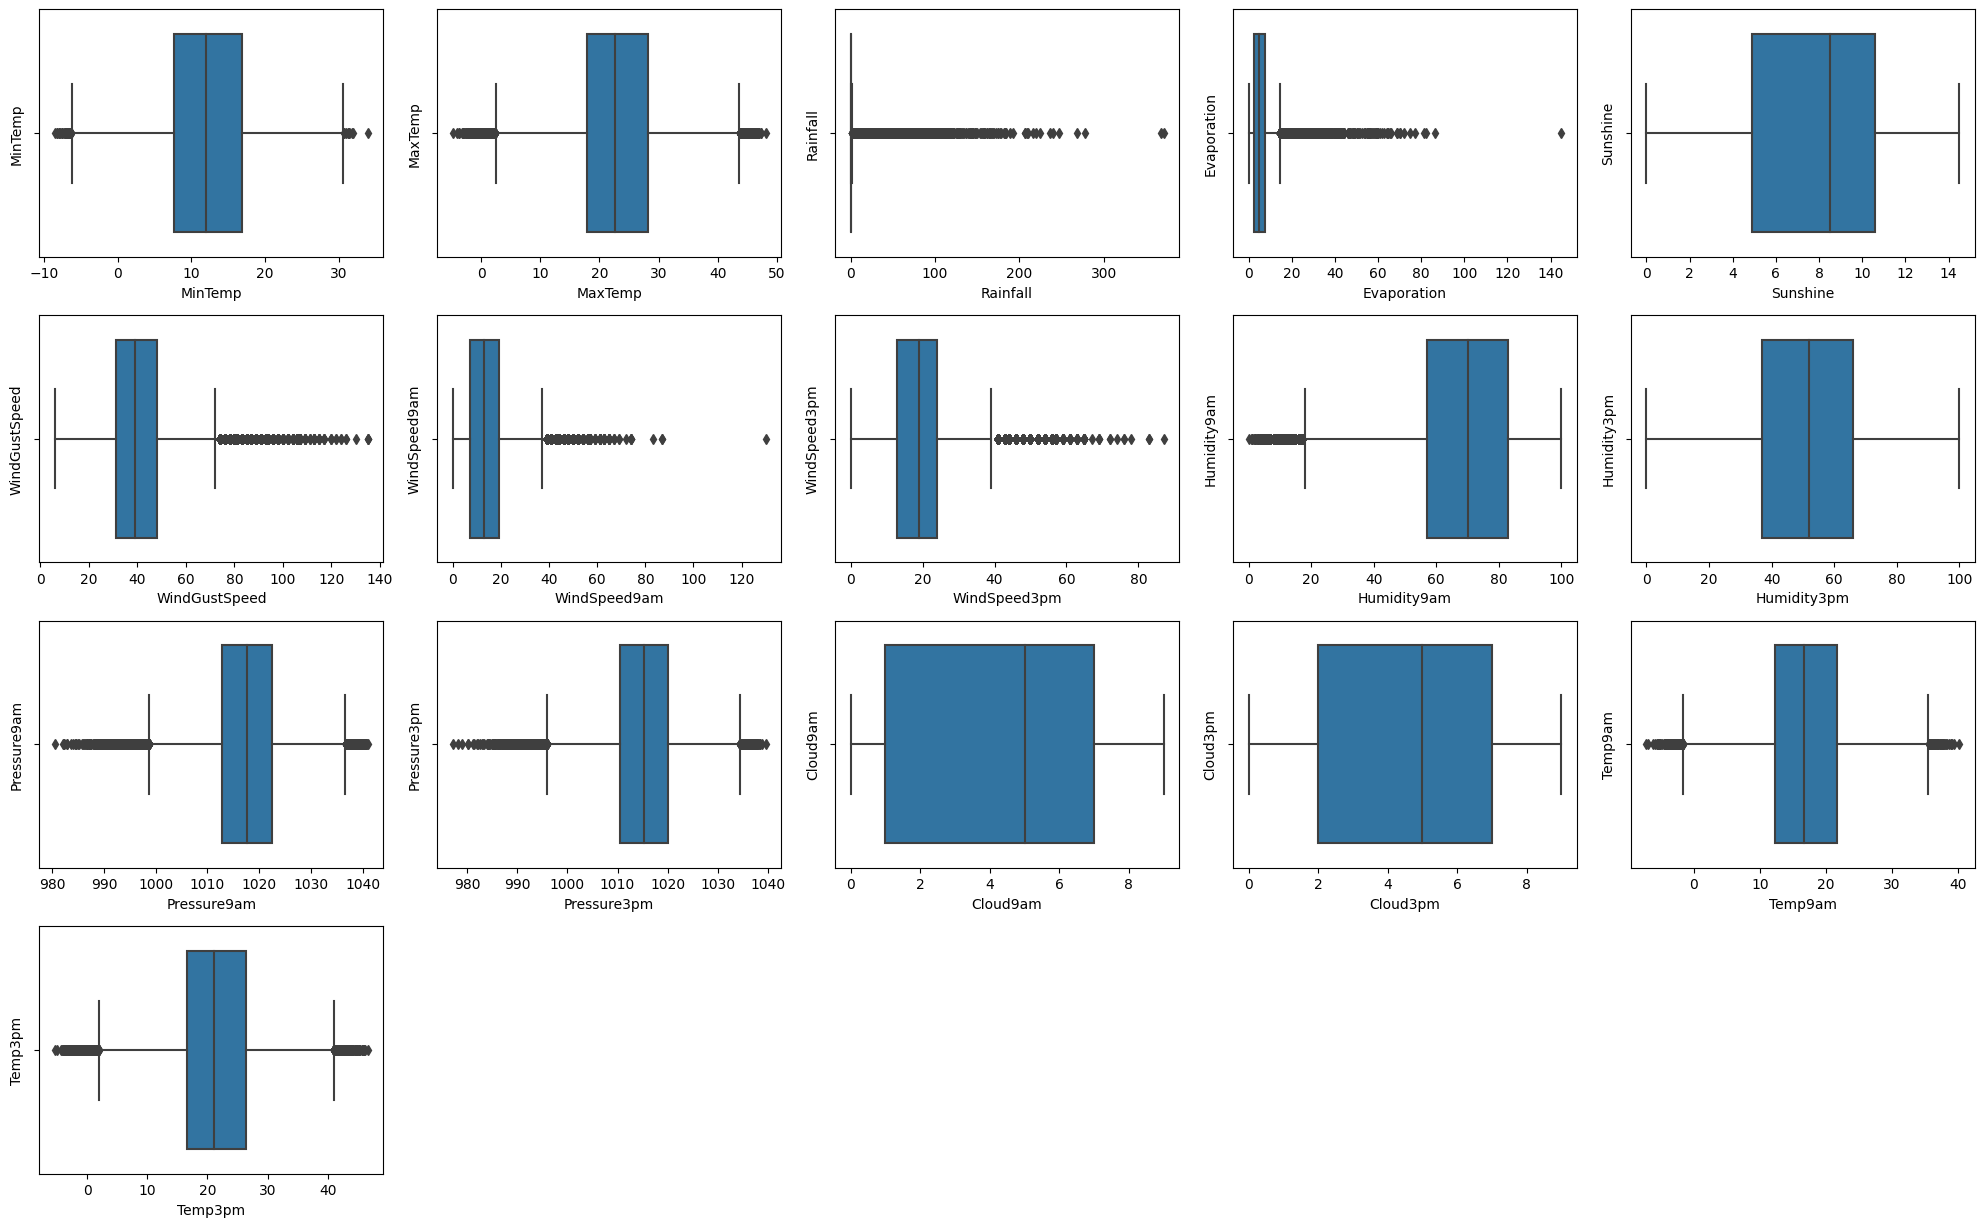 MinTemp
−10 0 10 20 30
MinTemp
MaxTemp
0 10 20 30 40 50
MaxTemp
Rainfall
0 100 200 300
Rainfall
Evaporation
0 20 40 60 80 100 120 140
Evaporation
Sunshine
0 2 4 6 8 10 12 14
Sunshine
WindGustSpeed
0 20 40 60 80 100 120 140
WindGustSpeed
WindSpeed9am
0 20 40 60 80 100 120
WindSpeed9am
WindSpeed3pm
0 20 40 60 80
WindSpeed3pm
Humidity9am
0 20 40 60 80 100
Humidity9am
Humidity3pm
0 20 40 60 80 100
Humidity3pm
Pressure9am
980 990 1000 1010 1020 1030 1040
Pressure9am
Pressure3pm
980 990 1000 1010 1020 1030 1040
Pressure3pm
Cloud9am
0 2 4 6 8
Cloud9am
Cloud3pm
0 2 4 6 8
Cloud3pm
Temp9am
0 10 20 30 40
Temp9am
Temp3pm
0 10 20 30 40
Temp3pm